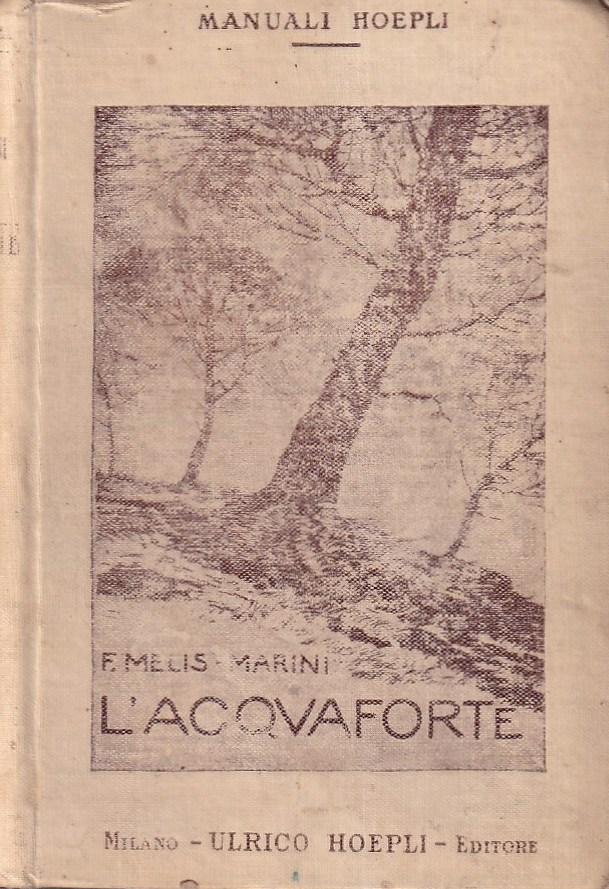 MANUALI HOEPLI
F. MELIS - MARINI
L'ACQVAFORTE
MILANO - ULRICO HOEPLI - EDITORE